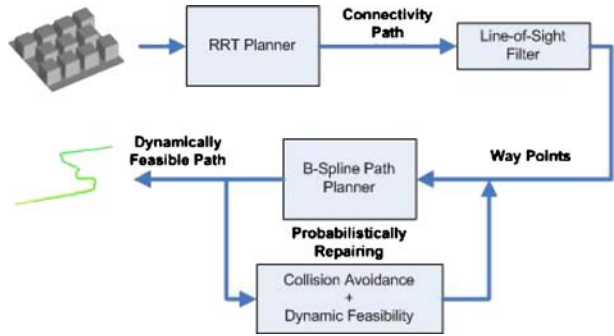 RRT Planner
Connectivity
Path
Line-of-Sight
Filter
Dynamically
Feasible Path
B-Spline Path
Planner
Way Points
Probabilistically
Repairing
Collision Avoidance
+
Dynamic Feasibility